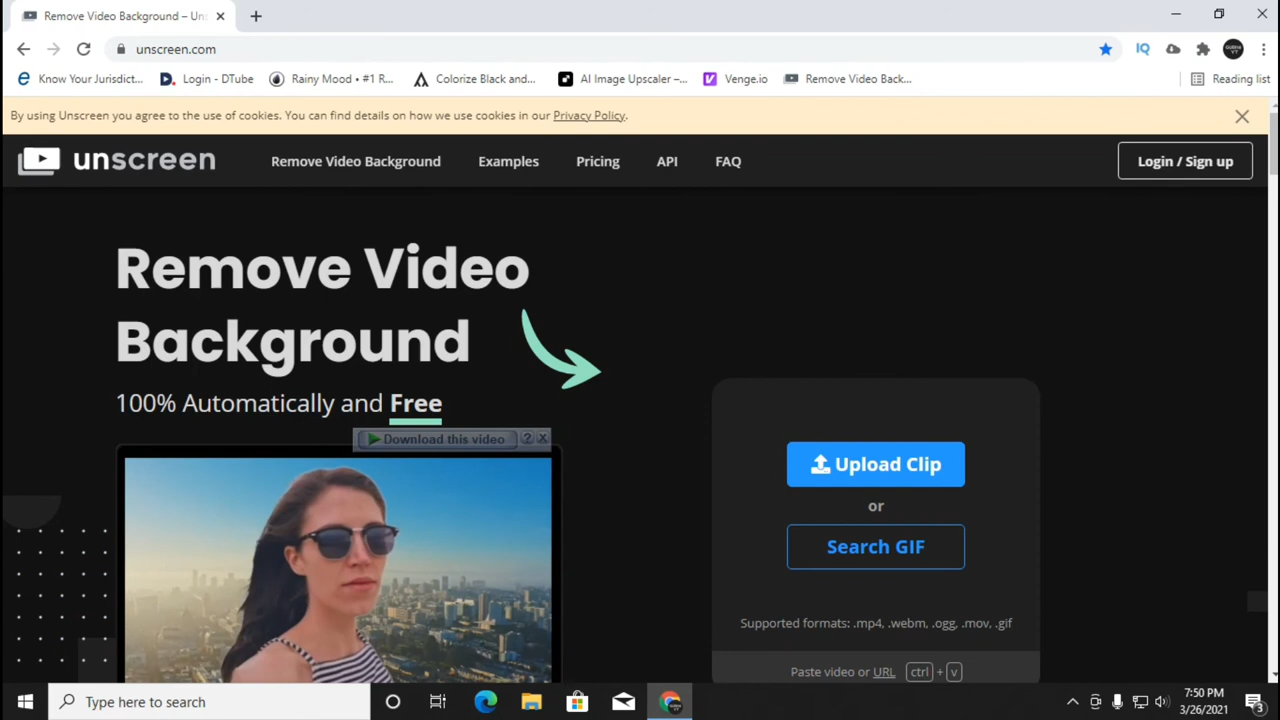 Remove Video Background – Un
unscreen.com
Know Your Jurisdict...
Login - DTube
Rainy Mood • #1 R...
Colorize Black and...
AI Image Upscaler –...
Venge.io
Remove Video Back...
Reading list
By using Unscreen you agree to the use of cookies. You can find details on how we use cookies in our Privacy Policy.
unscreen
Remove Video Background
Examples
Pricing
API
FAQ
Login / Sign up
Remove Video
Background
100% Automatically and Free
Download this video
?
Upload Clip
or
Search GIF
Supported formats: .mp4, .webm, .ogg, .mov, .gif
Paste video or URL ctrl + v
Type here to search
7:50 PM
3/26/2021
3